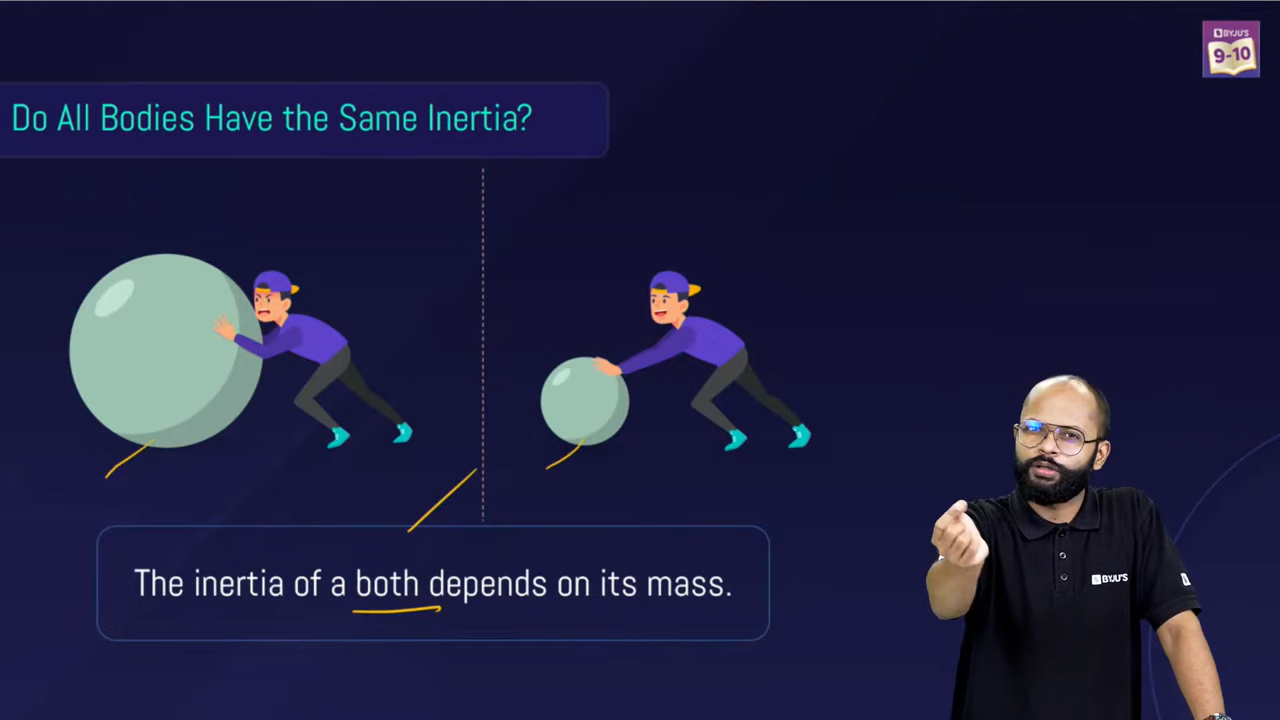 BYJU'S
9-10
Do All Bodies Have the Same Inertia?
The inertia of a both depends on its mass.
BYJU'S